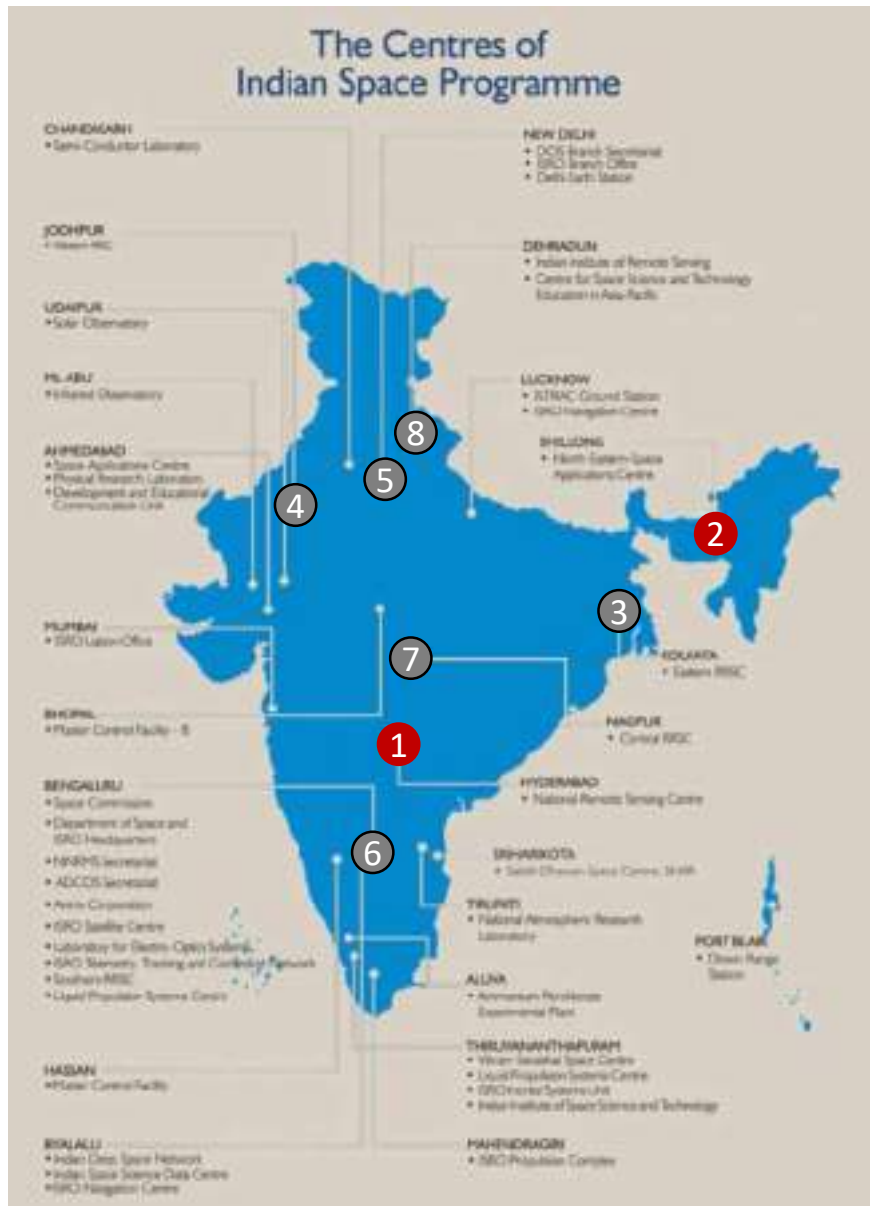 The Centres of
Indian Space Programme
CHANDIGARH
• Semi-Conductor Laboratory
NEW DELHI
• DOS Branch Secretariat
• ISRO Branch Office
• Delhi Earth Station
JODHPUR
• Western RRSC
DEHRADUN
• Indian Institute of Remote Sensing
• Centre for Space Science and Technology
Education in Asia-Pacific
UDAIPUR
• Solar Observatory
Mt. ABU
• Infrared Observatory
LUCKNOW
• ISTRAC Ground Station
• ISRO Navigation Centre
SHILLONG
• North Eastern-Space
Applications Centre
AHMEDABAD
• Space Applications Centre
• Physical Research Laboratory
• Development and Educational
Communication Unit
8
5
4
2
3
MUMBAI
• ISRO Liaison Office
7
KOLKATA
• Eastern RRSC
BHOPAL
• Master Control Facility - B
NAGPUR
• Central RRSC
1
HYDERABAD
• National Remote Sensing Centre
BENGALURU
• Space Commission
• Department of Space and
ISRO Headquarters
• NNRMS Secretariat
• ADCOS Secretariat
• Antrix Corporation
• ISRO Satellite Centre
• Laboratory for Electro-Optics Systems
• ISRO Telemetry, Tracking and Command Network
• Southern RRSC
• Liquid Propulsion Systems Centre
6
SRIHARIKOTA
• Satish Dhawan Space Centre, SHAR
TIRUPATI
• National Atmospheric Research
Laboratory
PORT BLAIR
• Down Range
Station
ALUVA
• Ammonium Perchlorate
Experimental Plant
HASSAN
• Master Control Facility
THIRUVANANTHAPURAM
• Vikram Sarabhai Space Centre
• Liquid Propulsion Systems Centre
• ISRO Inertial Systems Unit
• Indian Institute of Space Science and Technology
BYALALU
• Indian Deep Space Network
• Indian Space Science Data Centre
• ISRO Navigation Centre
MAHENDRAGIRI
• ISRO Propulsion Complex